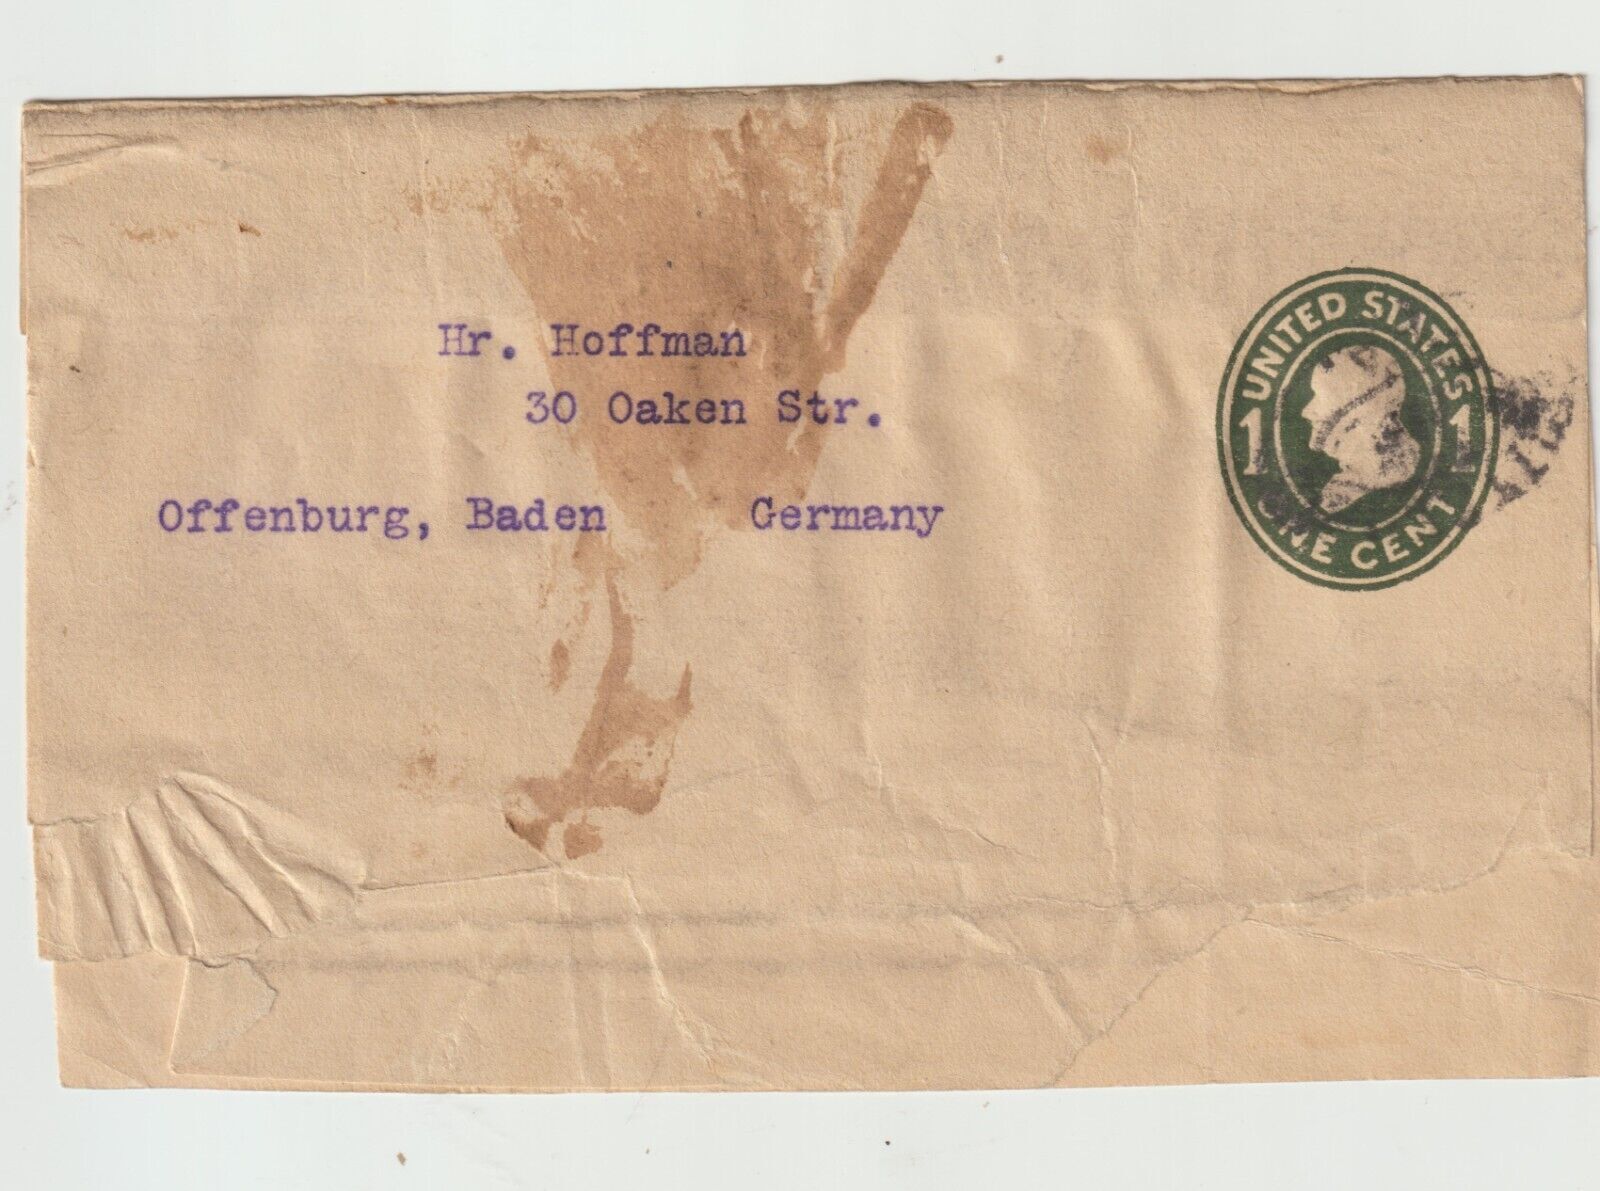 Hr. Hoffman
30 Oaken Str.
Offenburg, Baden Germany
UNITED STATES
1 1
ONE CENT